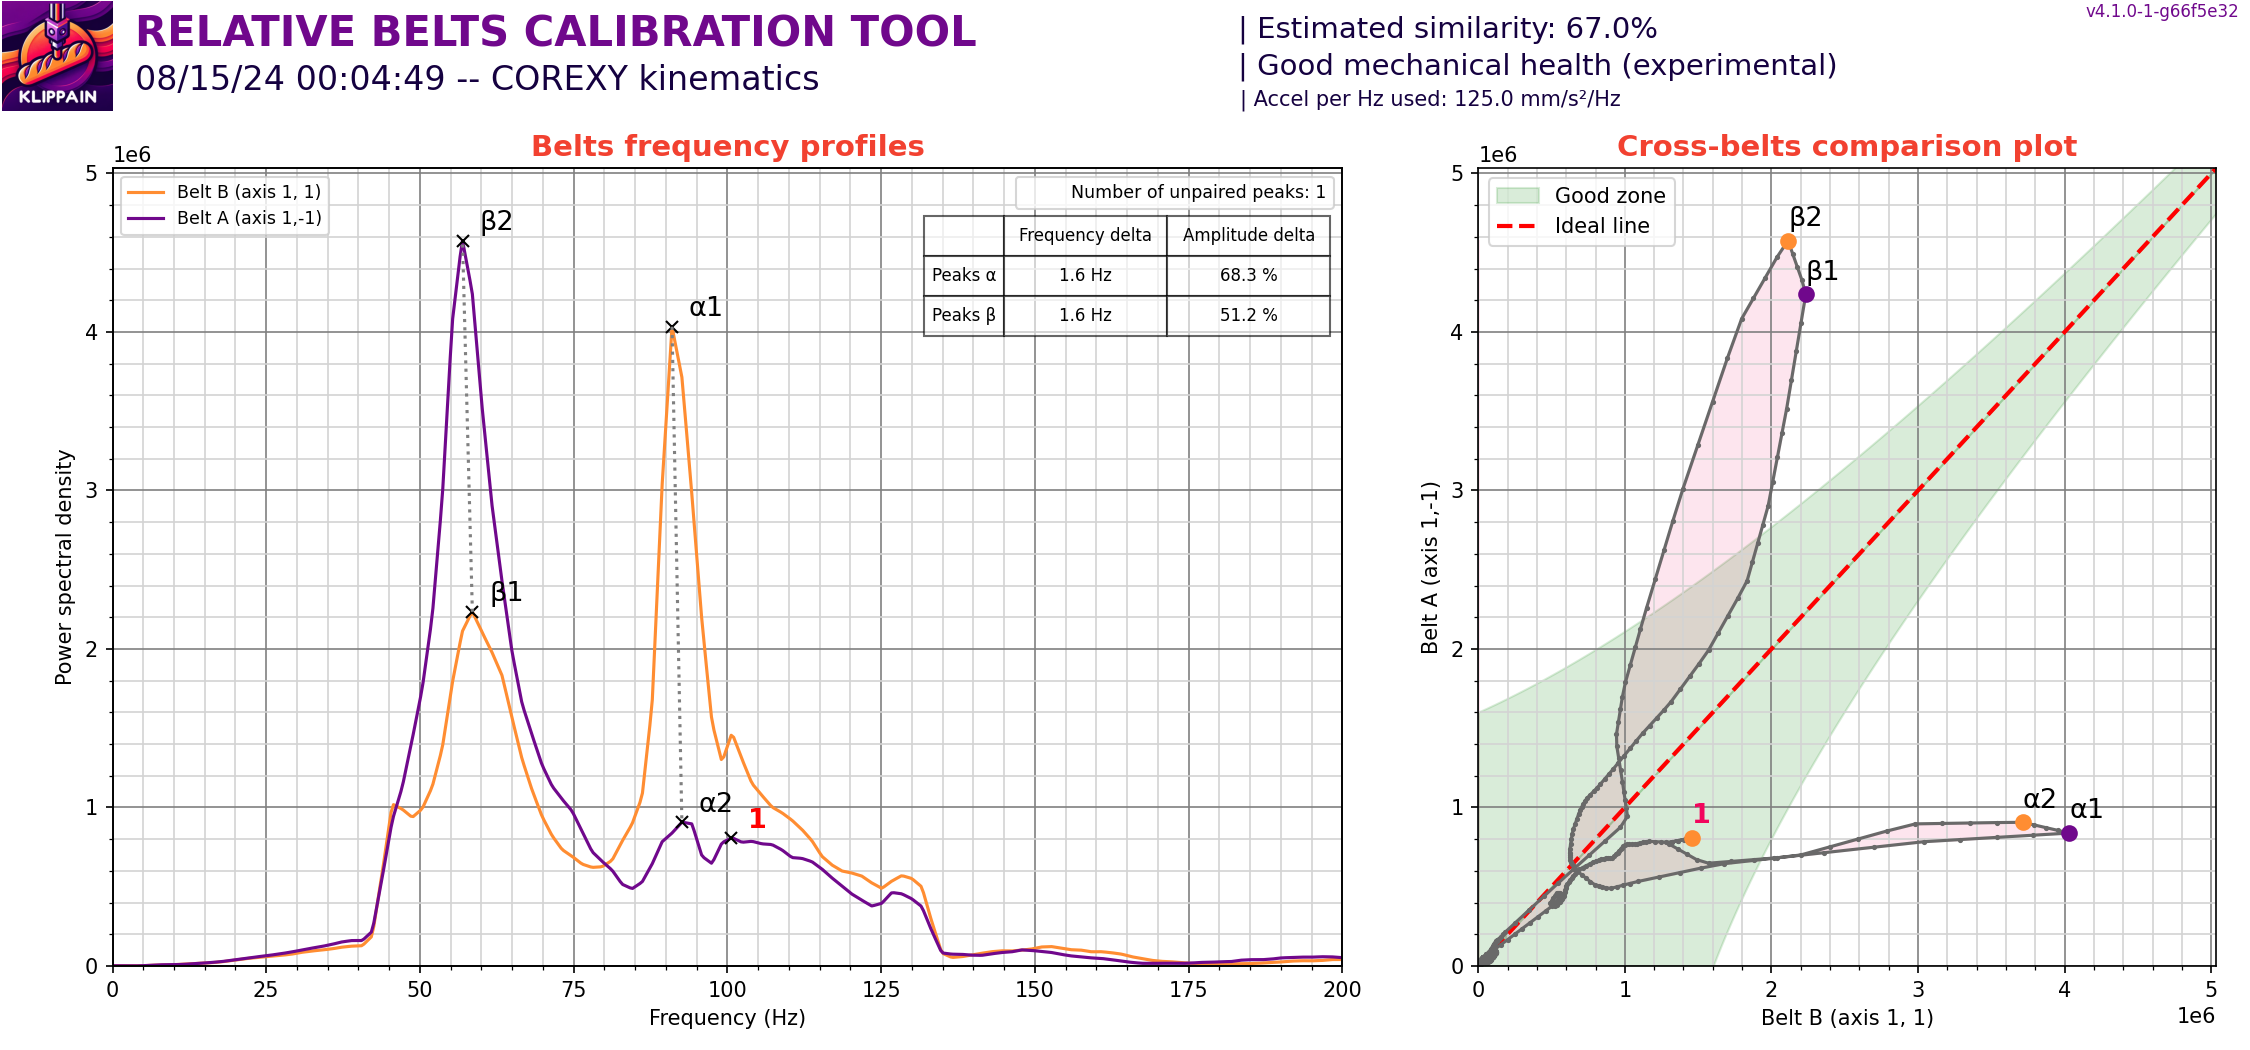 KLIPPAIN
RELATIVE BELTS CALIBRATION TOOL
08/15/24 00:04:49 -- COREXY kinematics
| Estimated similarity: 67.0%
| Good mechanical health (experimental)
| Accel per Hz used: 125.0 mm/s²/Hz
v4.1.0-1-g66f5e32
Belts frequency profiles
1e6
Belt B (axis 1, 1)
Belt A (axis 1,-1)
Number of unpaired peaks: 1
Frequency delta Amplitude delta
Peaks α 1.6 Hz 68.3 %
Peaks β 1.6 Hz 51.2 %
β2
α1
β1
α2
1
5
4
3
2
1
0
Power spectral density
0 25 50 75 100 125 150 175 200
Frequency (Hz)
Cross-belts comparison plot
1e6
Good zone
Ideal line
β2
β1
α2
α1
1
5
4
3
2
1
0
Belt A (axis 1,-1)
0 1 2 3 4 5
Belt B (axis 1, 1)
1e6